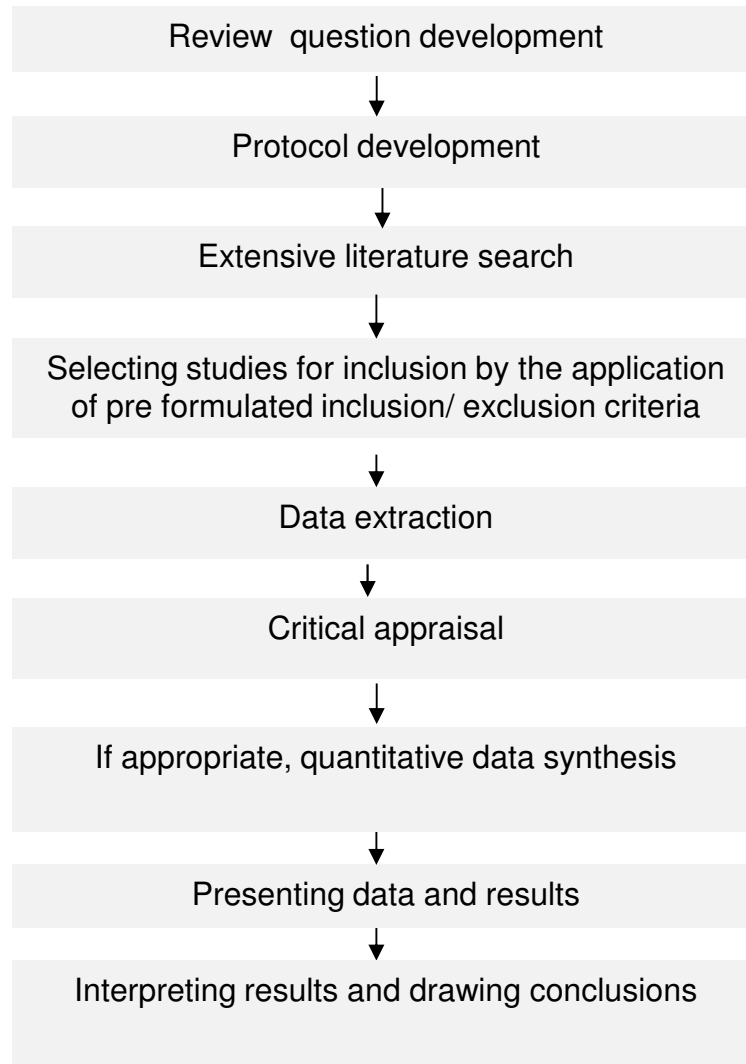 Review  question development
Protocol development
Extensive literature search
Selecting studies for inclusion by the application
of pre formulated inclusion/ exclusion criteria
Data extraction
Critical appraisal
If appropriate, quantitative data synthesis
Presenting data and results
Interpreting results and drawing conclusions